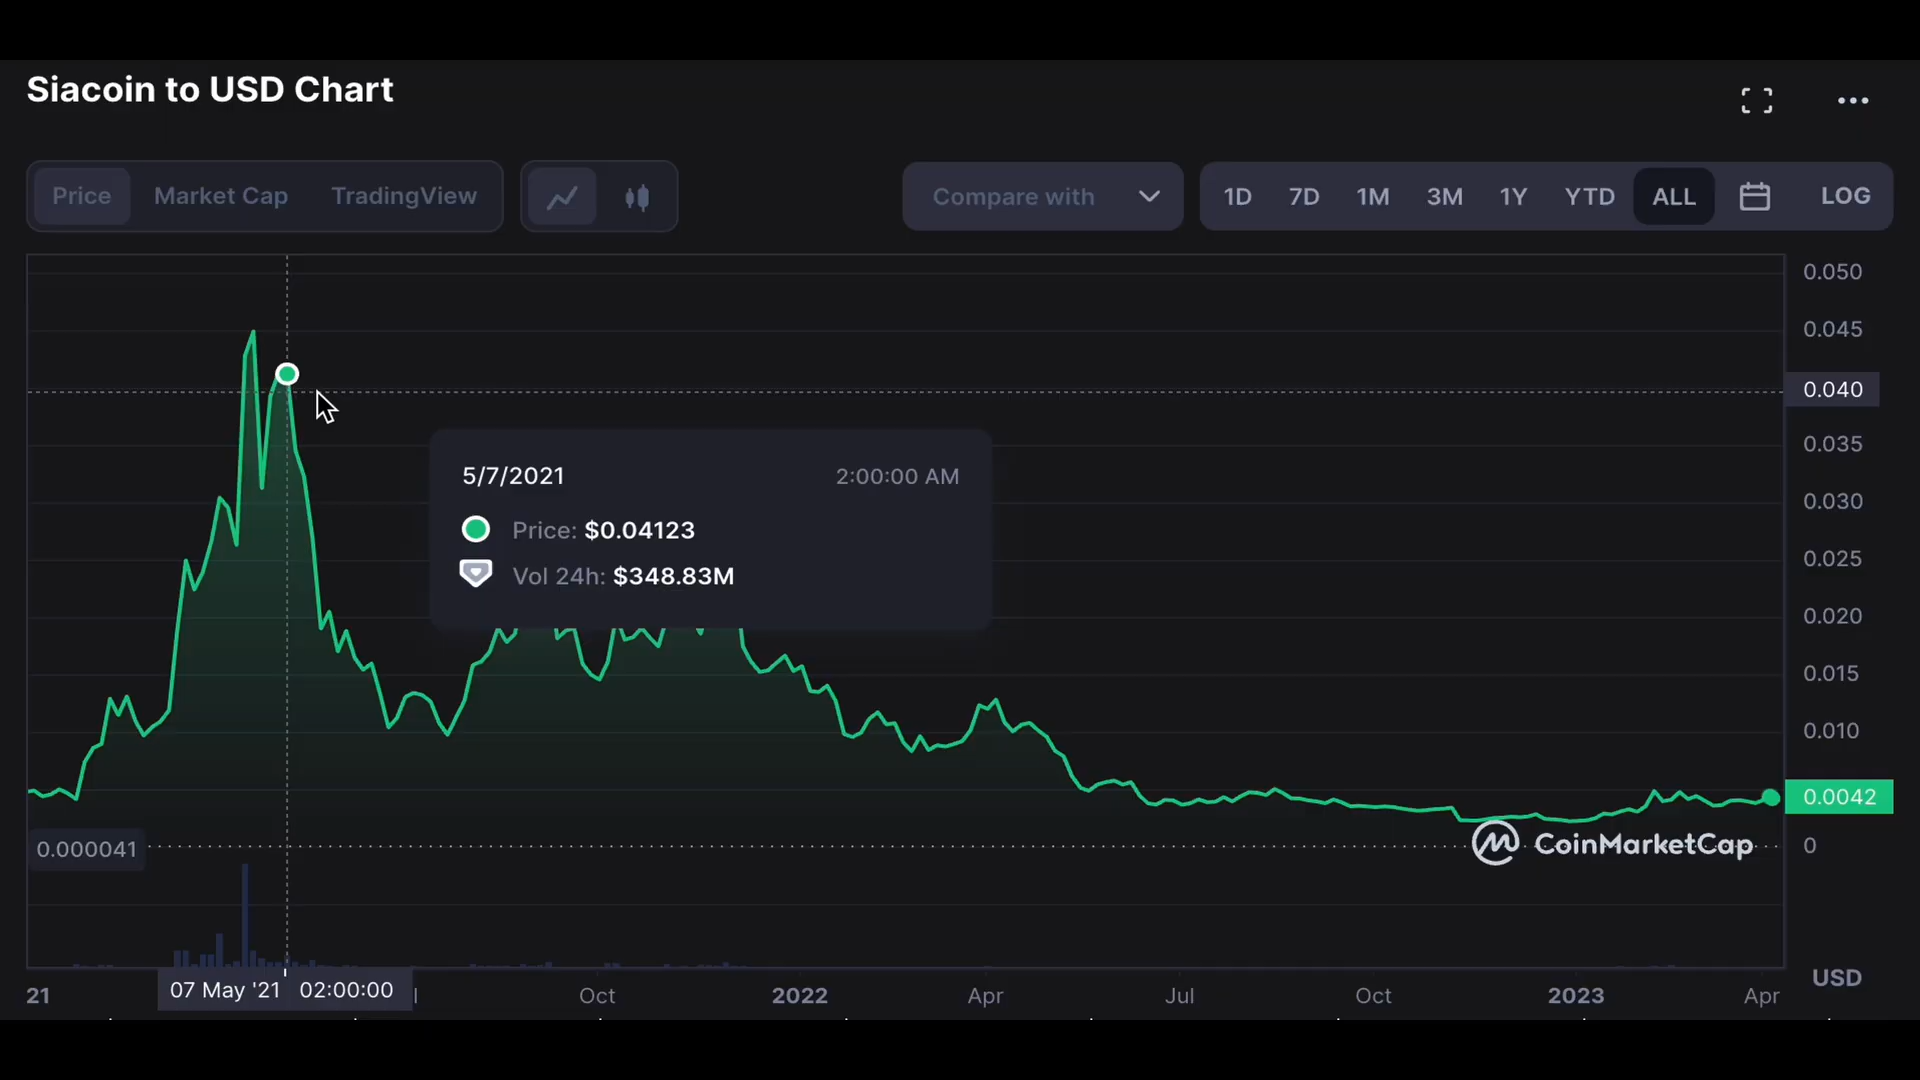 Siacoin to USD Chart
Price Market Cap TradingView Compare with 1D 7D 1M 3M 1Y YTD ALL LOG
0.050
0.045
0.040
0.035
5/7/2021 2:00:00 AM
0.030
Price: $0.04123
0.025
Vol 24h: $348.83M
0.020
0.015
0.010
0.0042
0.000041 CoinMarketCap 0
USD
21 07 May '21 02:00:00 Oct 2022 Apr Jul Oct 2023 Apr